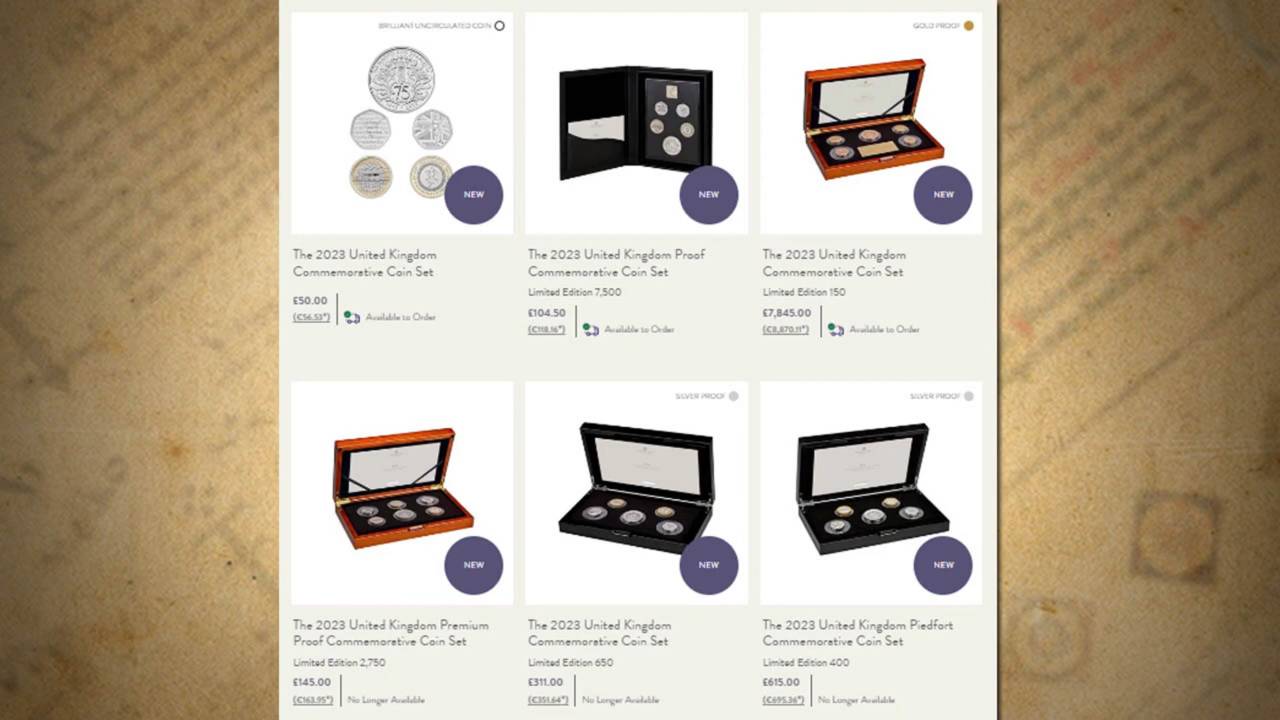 BRILLIANT UNCIRCULATED COIN
75
NEW
The 2023 United Kingdom
Commemorative Coin Set
£50.00
(€56.53*)
Available to Order
NEW
The 2023 United Kingdom Proof
Commemorative Coin Set
Limited Edition 7,500
£104.50
(€118.16*)
Available to Order
GOLD PROOF
NEW
The 2023 United Kingdom
Commemorative Coin Set
Limited Edition 150
£7,845.00
(€8,870.11*)
Available to Order
NEW
The 2023 United Kingdom Premium
Proof Commemorative Coin Set
Limited Edition 2,750
£145.00
(€163.95*)
No Longer Available
SILVER PROOF
NEW
The 2023 United Kingdom
Commemorative Coin Set
Limited Edition 650
£311.00
(€351.64*)
No Longer Available
SILVER PROOF
NEW
The 2023 United Kingdom Piedfort
Commemorative Coin Set
Limited Edition 400
£615.00
(€695.36*)
No Longer Available